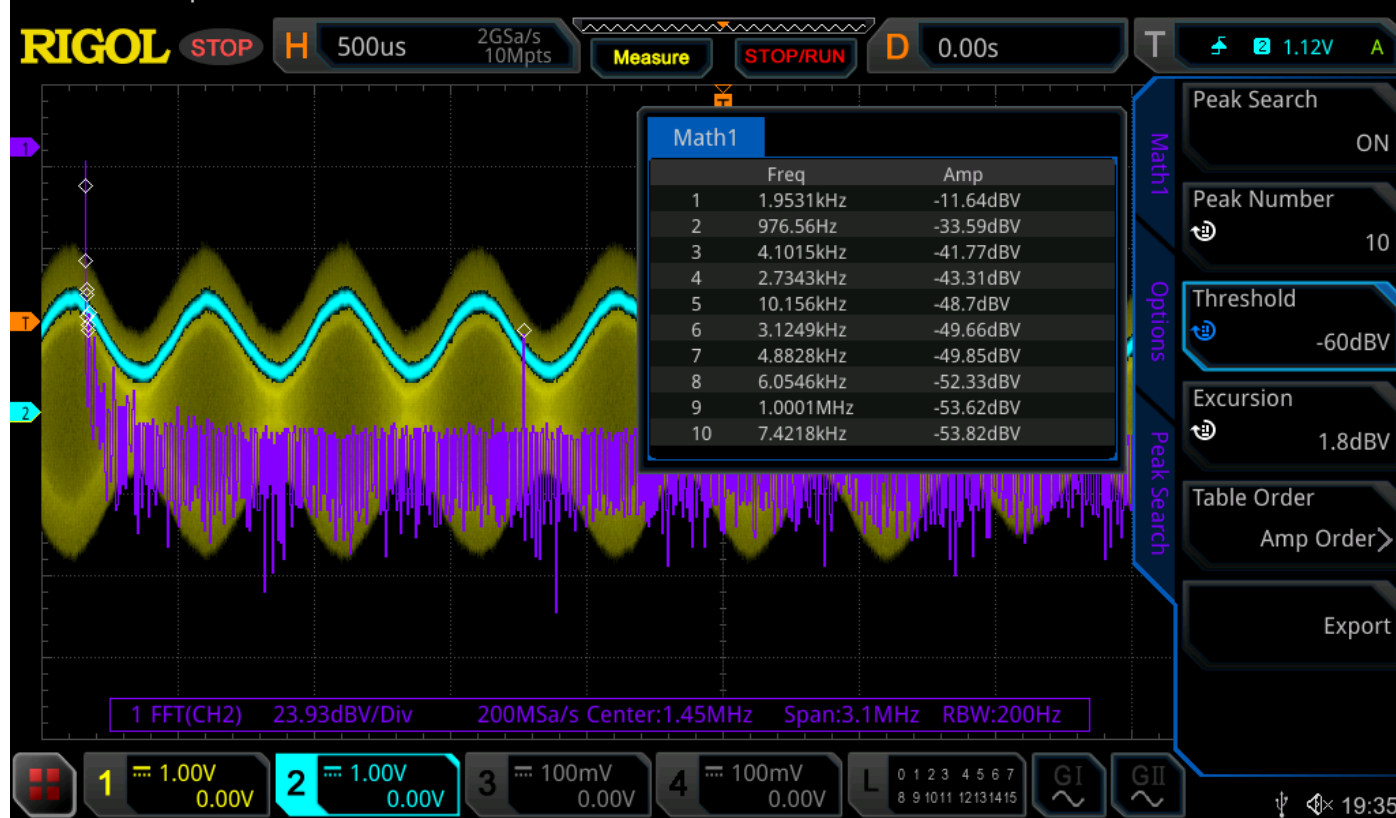 RIGOL STOP H 500us 2GSa/s 10Mpts Measure STOP/RUN D 0.00s T 2 1.12V A
T
1
T
2
Math1
Freq Amp
1 1.9531kHz -11.64dBV
2 976.56Hz -33.59dBV
3 4.1015kHz -41.77dBV
4 2.7343kHz -43.31dBV
5 10.156kHz -48.7dBV
6 3.1249kHz -49.66dBV
7 4.8828kHz -49.85dBV
8 6.0546kHz -52.33dBV
9 1.0001MHz -53.62dBV
10 7.4218kHz -53.82dBV
Math1
Options
Peak Search
Peak Search
ON
Peak Number
10
Threshold
-60dBV
Excursion
1.8dBV
Table Order
Amp Order>
Export
1 FFT(CH2) 23.93dBV/Div 200MSa/s Center:1.45MHz Span:3.1MHz RBW:200Hz
1 1.00V
0.00V
2 1.00V
0.00V
3 100mV
0.00V
4 100mV
0.00V
L 0 1 2 3 4 5 6 7
8 9 10 11 12 13 14 15
GI
GII
19:35